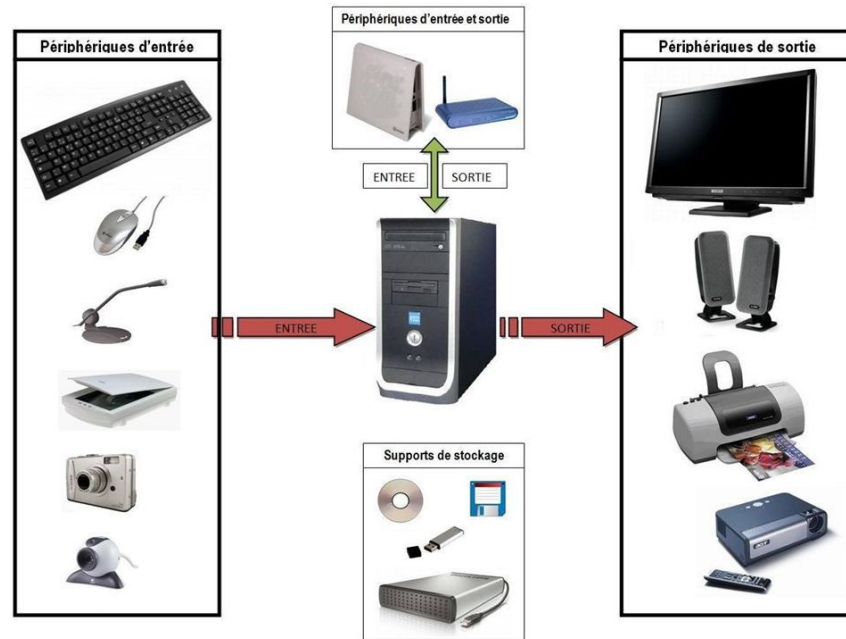 Périphériques d'entrée
Périphériques d'entrée et sortie
Périphériques de sortie
ENTREE
SORTIE
ENTREE
SORTIE
Supports de stockage